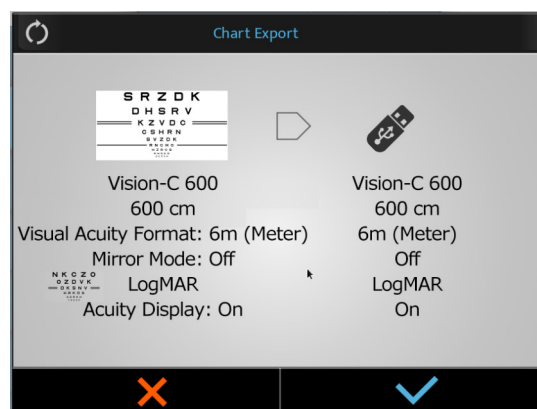 Chart Export
S R Z D K
D H S R V
K Z V D C
C S H R N
S V Z D K
Vision-C 600
600 cm
Visual Acuity Format: 6m (Meter)
Mirror Mode: Off
N K C Z O
O Z D V K
D K S N V
LogMAR
Acuity Display: On
Vision-C 600
600 cm
6m (Meter)
Off
LogMAR
On